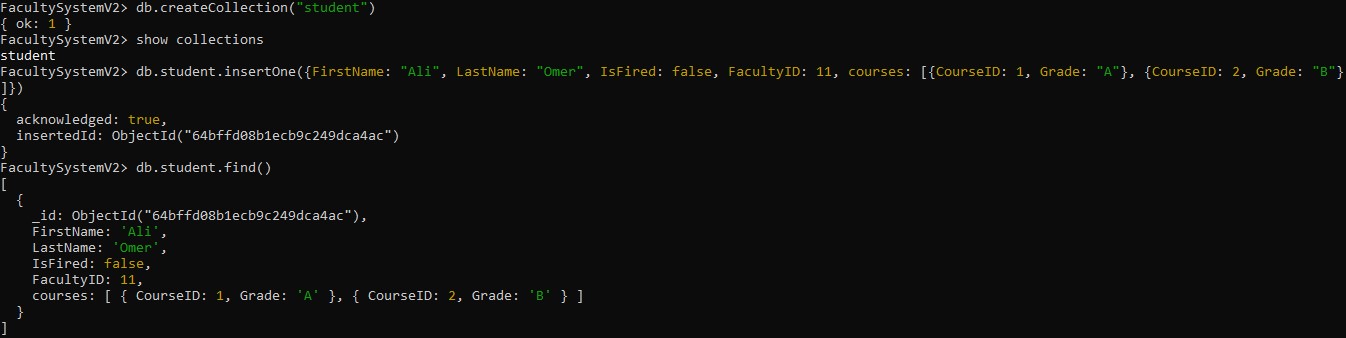 FacultySystemV2> db.createCollection("student")
{ ok: 1 }
FacultySystemV2> show collections
student
FacultySystemV2> db.student.insertOne({FirstName: "Ali", LastName: "Omer", IsFired: false, FacultyID: 11, courses: [{CourseID: 1, Grade: "A"}, {CourseID: 2, Grade: "B"}
]})
{
  acknowledged: true,
  insertedId: ObjectId("64bffd08b1ecb9c249dca4ac")
}
FacultySystemV2> db.student.find()
[
  {
    _id: ObjectId("64bffd08b1ecb9c249dca4ac"),
    FirstName: 'Ali',
    LastName: 'Omer',
    IsFired: false,
    FacultyID: 11,
    courses: [ { CourseID: 1, Grade: 'A' }, { CourseID: 2, Grade: 'B' } ]
  }
]